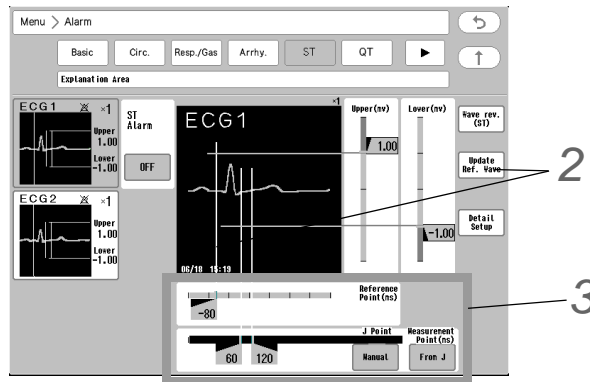 Menu > Alarm
Basic Circ. Resp./Gas Arrhy. ST QT
Explanation Area
ECG1 ×1
Upper
1.00
Lower
-1.00
ST
Alarm
OFF
ECG1
×1
06/18 15:19
Upper(mv) Lover(mv)
1.00
-1.00
Wave rev.
(ST)
Update
Ref. Wave
Detail
Setup
2
ECG2 ×1
Upper
1.00
Lower
-1.00
Reference
Point(ms)
-80
3
J Point Measurement
Point(ms)
60 120 Manual From J